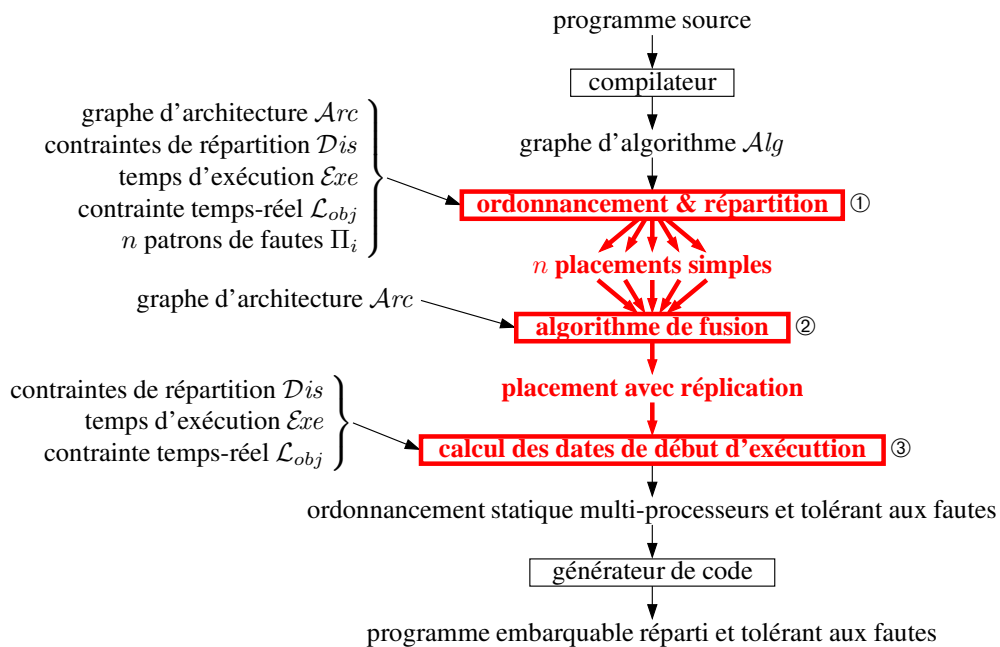 programme source
compilateur
graphe d'architecture Arc
contraintes de répartition Dis
temps d'exécution Exe
contrainte temps-réel L_obj
n patrons de fautes Π_i
graphe d'algorithme Alg
ordonnancement & répartition ①
n placements simples
graphe d'architecture Arc
algorithme de fusion ②
placement avec réplication
contraintes de répartition Dis
temps d'exécution Exe
contrainte temps-réel L_obj
calcul des dates de début d'exécuttion ③
ordonnancement statique multi-processeurs et tolérant aux fautes
générateur de code
programme embarquable réparti et tolérant aux fautes